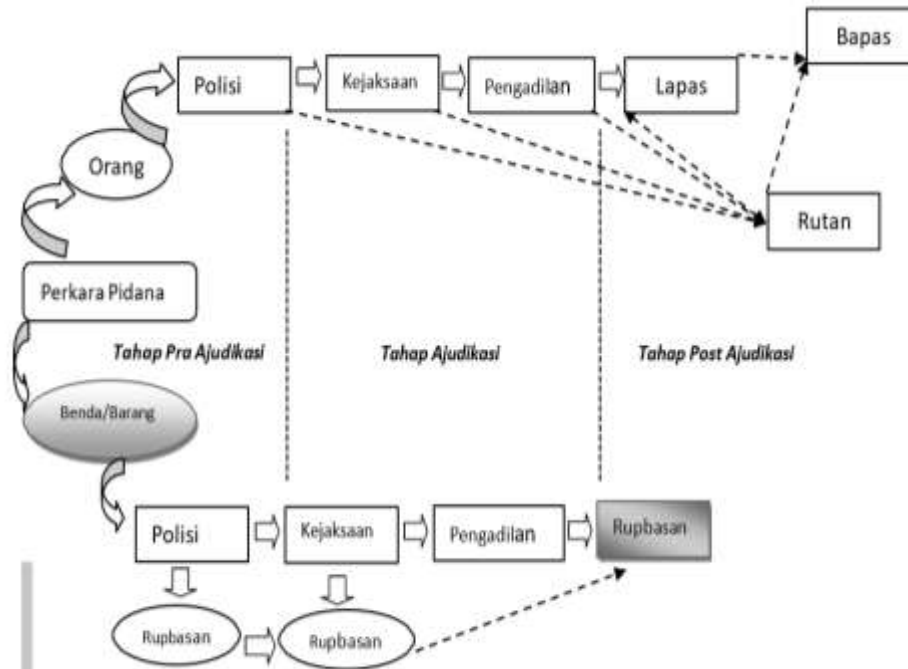 Bapas
Polisi
Kejaksaan
Pengadilan
Lapas
Orang
Rutan
Perkara Pidana
Tahap Pra Ajudikasi
Tahap Ajudikasi
Tahap Post Ajudikasi
Benda/Barang
Polisi
Kejaksaan
Pengadilan
Rupbasan
Rupbasan
Rupbasan